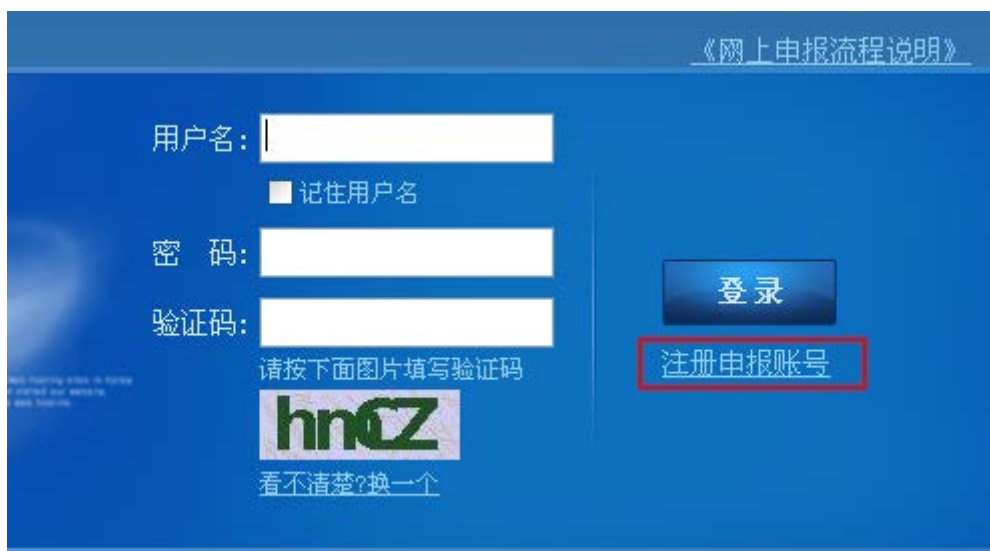 《网上申报流程说明》
用户名:
记住用户名
密 码:
登录
验证码:
注册申报账号
请按下面图片填写验证码
看不清楚?换一个